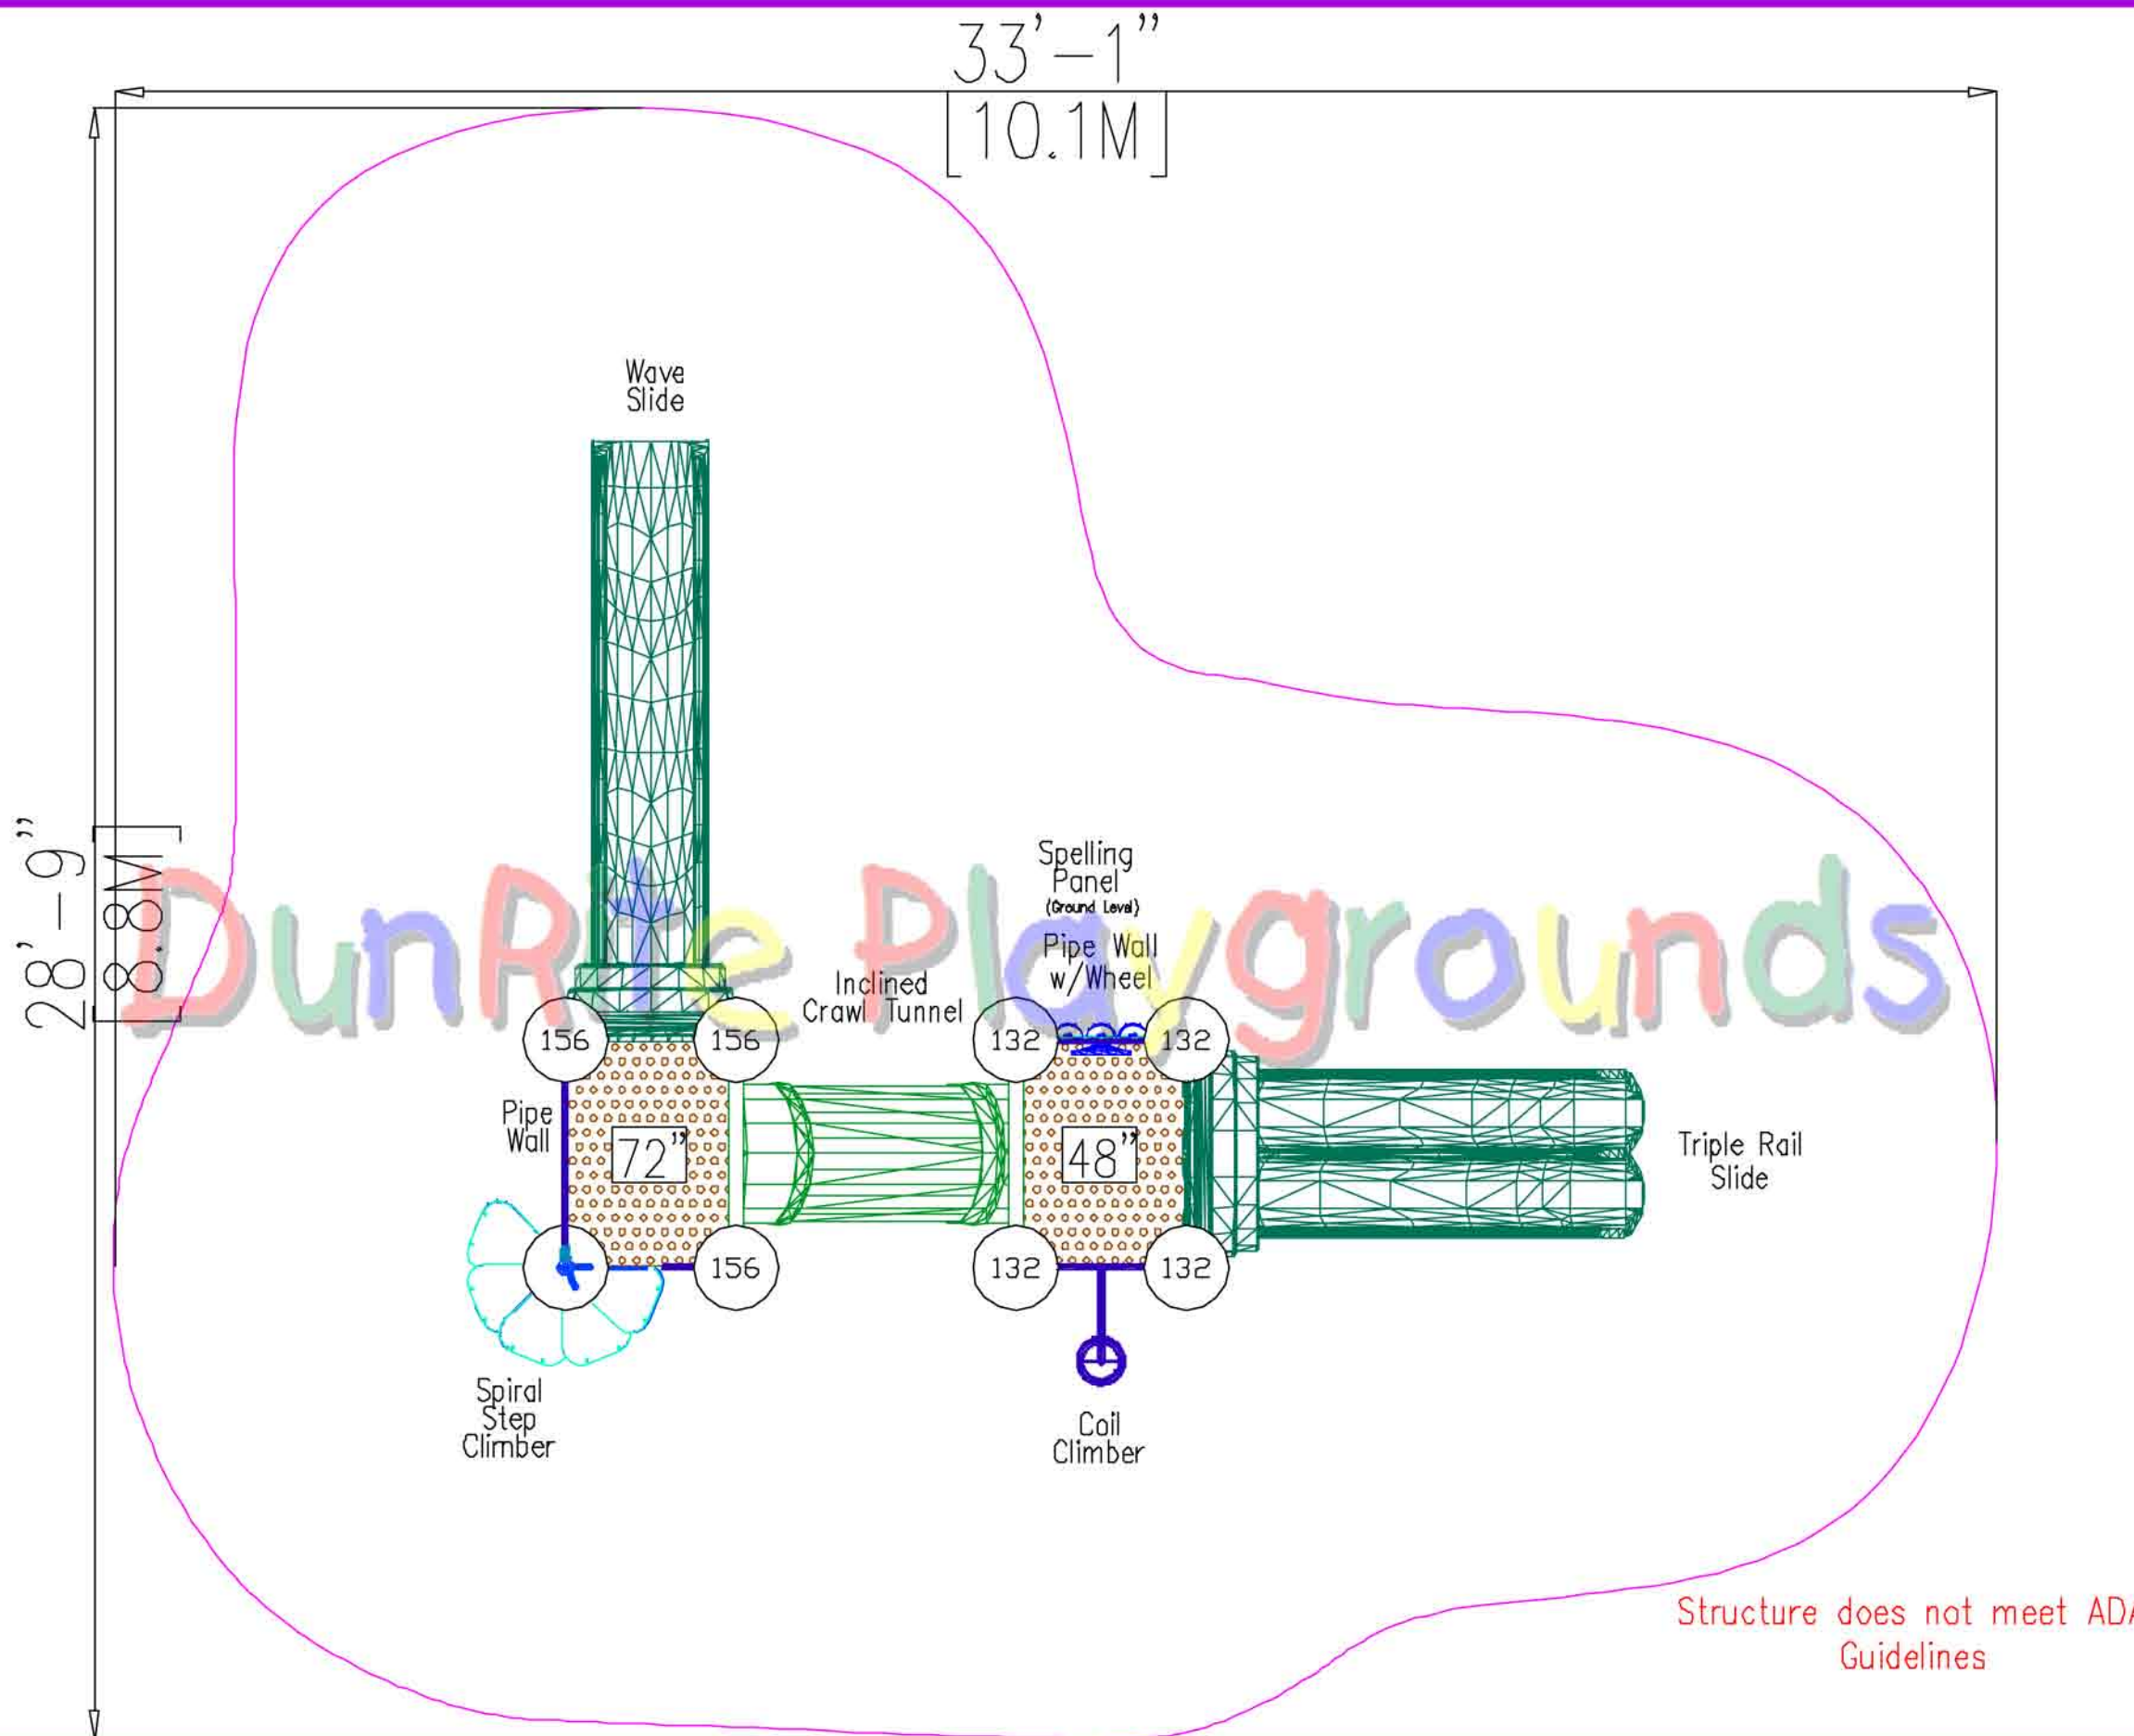 33'-1"
[10.1M]
28'-9"
[8.8M]
Wave
Slide
Spelling
Panel
(Ground Level)
Pipe Wall
w/Wheel
Inclined
Crawl Tunnel
DunRite Playgrounds
156
156
132
132
Pipe
Wall
72"
48"
Triple Rail
Slide
156
132
132
Spiral
Step
Climber
Coil
Climber
Structure does not meet ADA
Guidelines